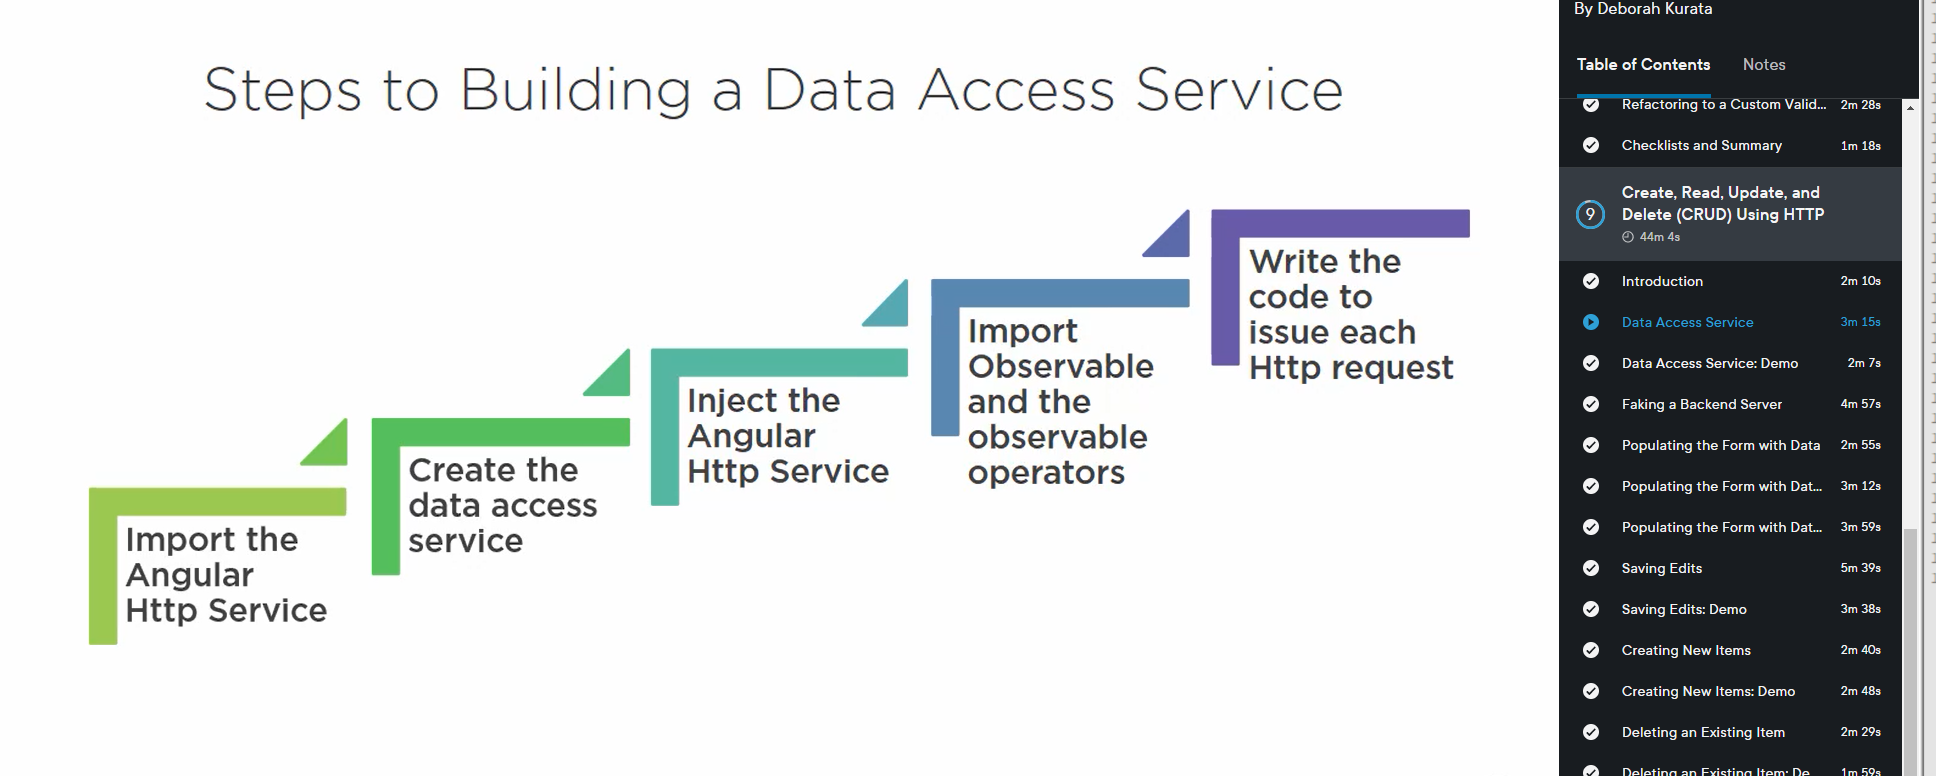 Steps to Building a Data Access Service
Import the
Angular
Http Service
Create the
data access
service
Inject the
Angular
Http Service
Import
Observable
and the
observable
operators
Write the
code to
issue each
Http request
By Deborah Kurata
Table of Contents Notes
Refactoring to a Custom Valid... 2m 28s
Checklists and Summary 1m 18s
9
Create, Read, Update, and
Delete (CRUD) Using HTTP
44m 4s
Introduction 2m 10s
Data Access Service 3m 15s
Data Access Service: Demo 2m 7s
Faking a Backend Server 4m 57s
Populating the Form with Data 2m 55s
Populating the Form with Dat... 3m 12s
Populating the Form with Dat... 3m 59s
Saving Edits 5m 39s
Saving Edits: Demo 3m 38s
Creating New Items 2m 40s
Creating New Items: Demo 2m 48s
Deleting an Existing Item 2m 29s
Deleting an Existing Item: De... 1m 59s